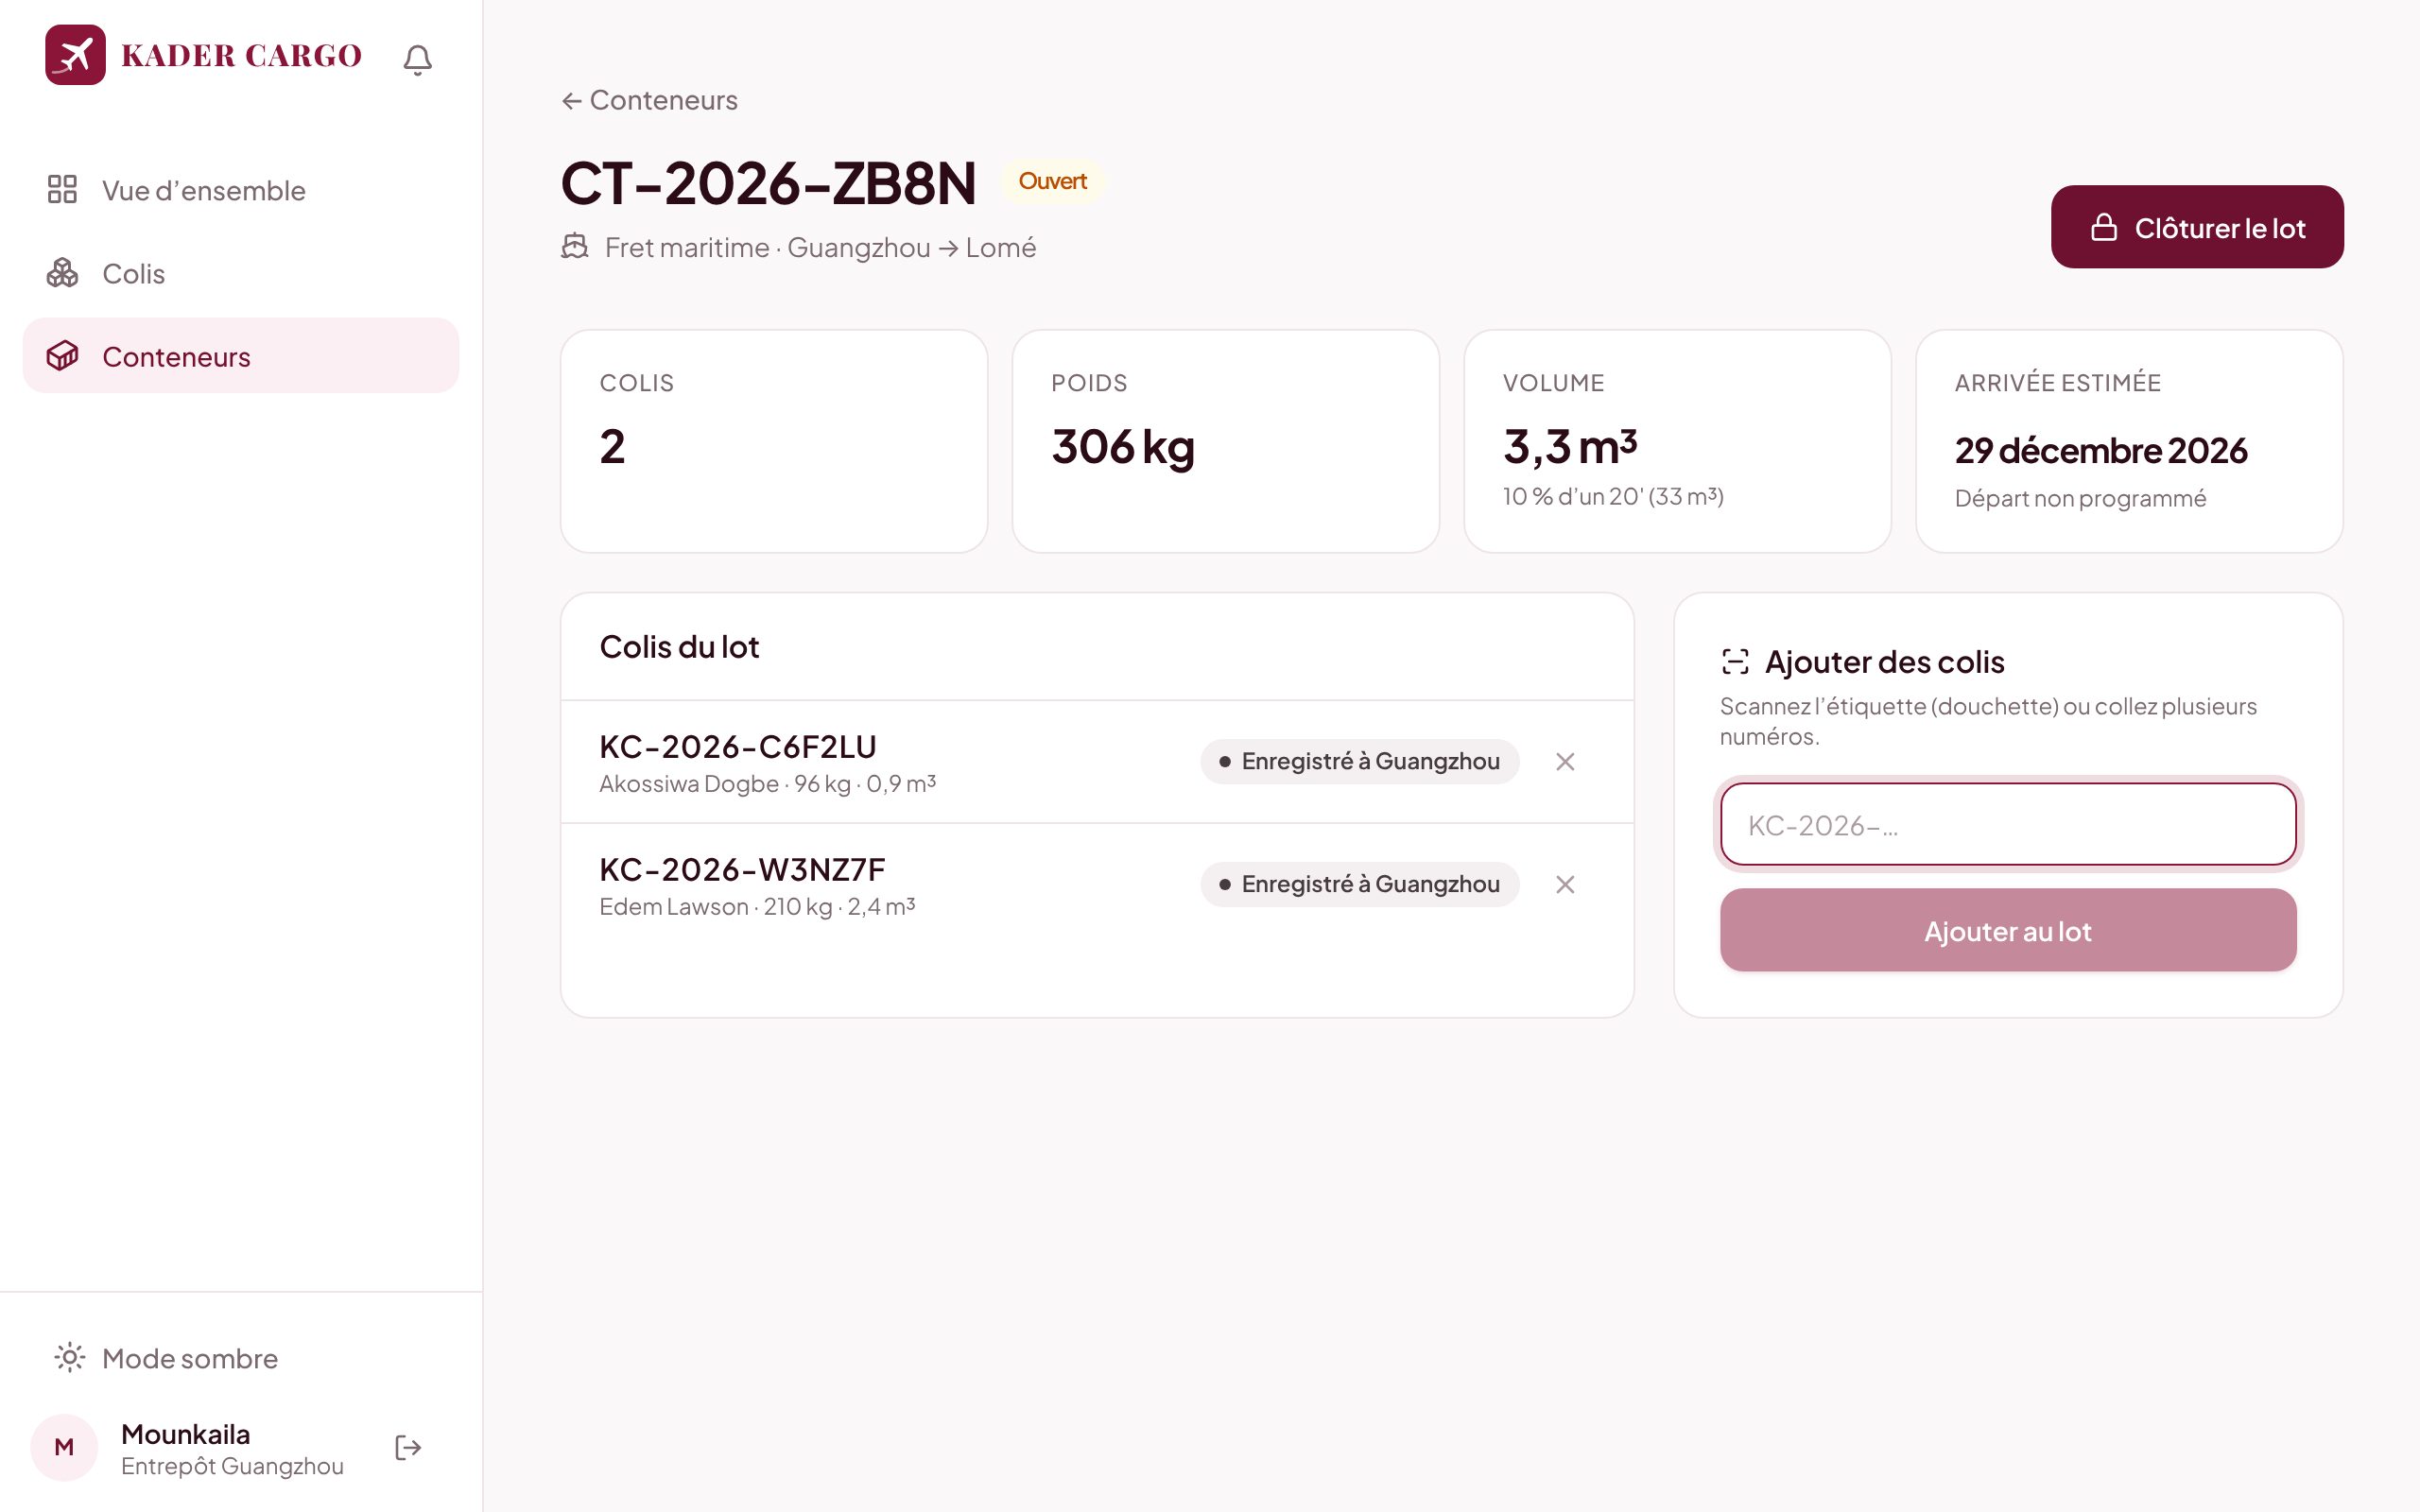 KADER CARGO
Vue d’ensemble
Colis
Conteneurs
Mode sombre
M
Mounkaila
Entrepôt Guangzhou
← Conteneurs
CT-2026-ZB8N
Ouvert
Fret maritime · Guangzhou → Lomé
Clôturer le lot
COLIS
2
POIDS
306 kg
VOLUME
3,3 m³
10 % d’un 20' (33 m³)
ARRIVÉE ESTIMÉE
29 décembre 2026
Départ non programmé
Colis du lot
KC-2026-C6F2LU
Akossiwa Dogbe · 96 kg · 0,9 m³
Enregistré à Guangzhou
KC-2026-W3NZ7F
Edem Lawson · 210 kg · 2,4 m³
Enregistré à Guangzhou
Ajouter des colis
Scannez l’étiquette (douchette) ou collez plusieurs
numéros.
KC-2026-…
Ajouter au lot